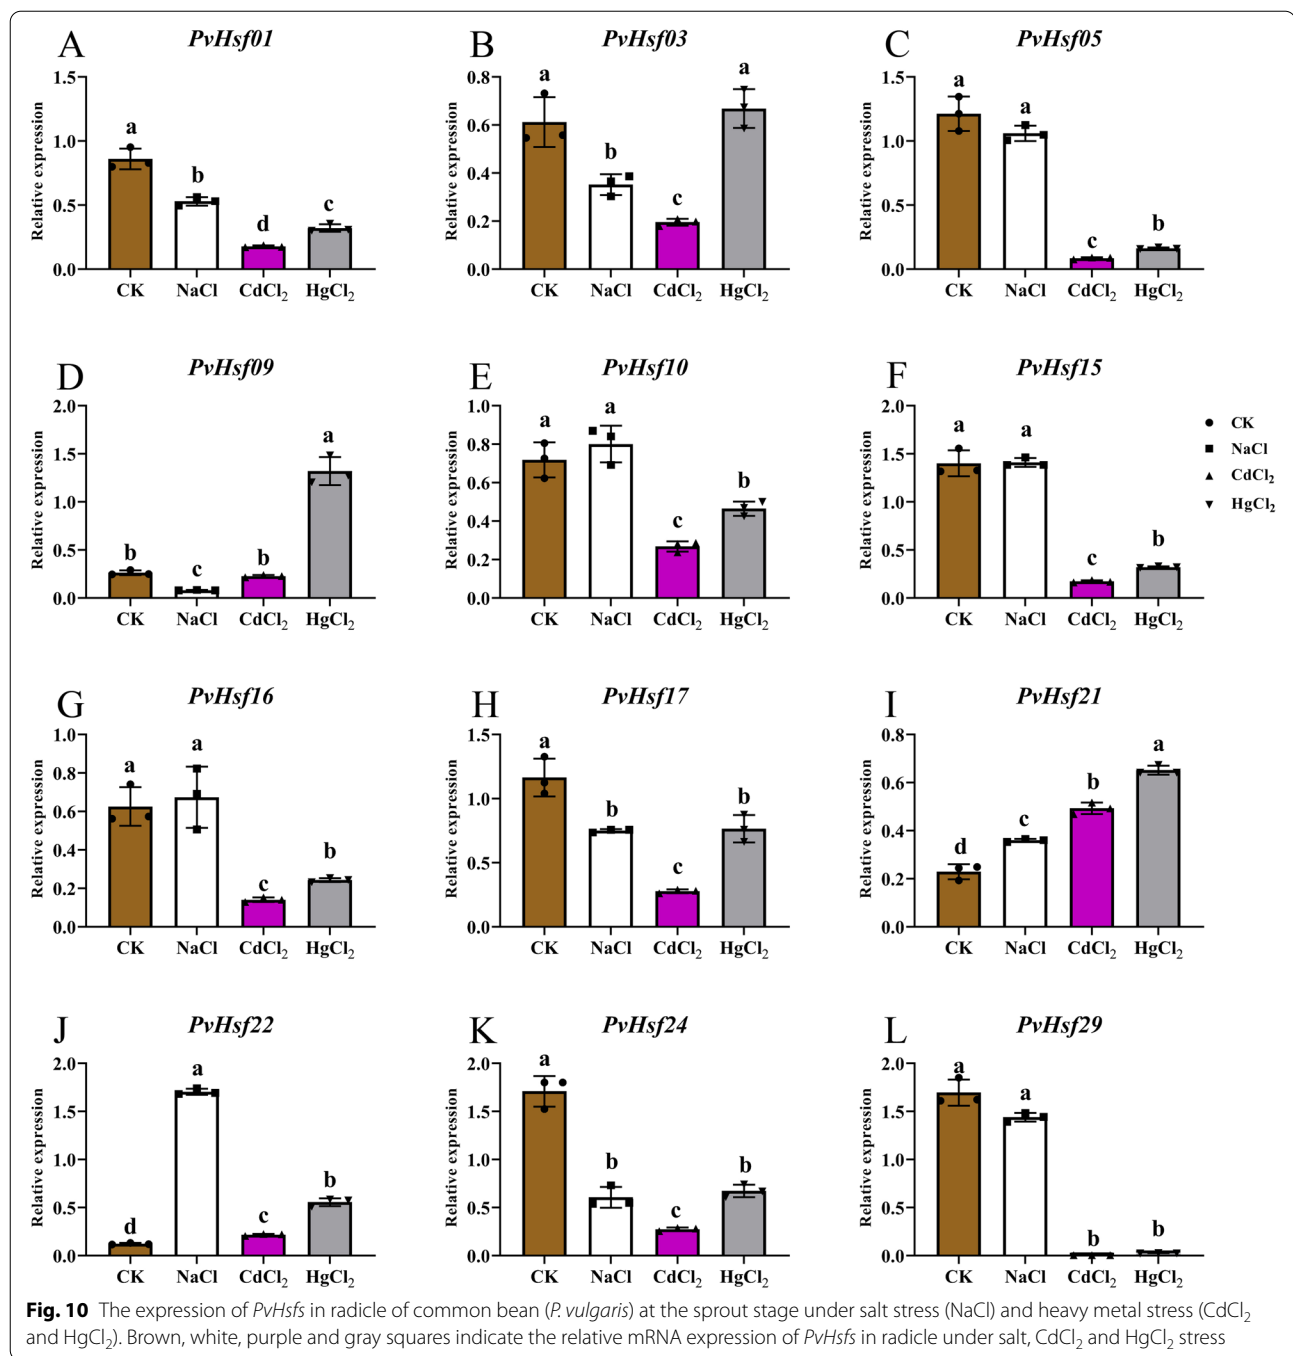 A PvHsf01
Relative expression
1.5
1.0
0.5
0.0
a
b
d
c
CK NaCl CdCl₂ HgCl₂
B PvHsf03
Relative expression
0.8
0.6
0.4
0.2
0.0
a
b
c
a
CK NaCl CdCl₂ HgCl₂
C PvHsf05
Relative expression
1.5
1.0
0.5
0.0
a
a
c
b
CK NaCl CdCl₂ HgCl₂
D PvHsf09
Relative expression
2.0
1.5
1.0
0.5
0.0
b
c
b
a
CK NaCl CdCl₂ HgCl₂
E PvHsf10
Relative expression
1.0
0.8
0.6
0.4
0.2
0.0
a
a
c
b
CK NaCl CdCl₂ HgCl₂
F PvHsf15
Relative expression
2.0
1.5
1.0
0.5
0.0
a
a
c
b
CK NaCl CdCl₂ HgCl₂
CK
NaCl
CdCl₂
HgCl₂
G PvHsf16
Relative expression
1.0
0.8
0.6
0.4
0.2
0.0
a
a
c
b
CK NaCl CdCl₂ HgCl₂
H PvHsf17
Relative expression
1.5
1.0
0.5
0.0
a
b
c
b
CK NaCl CdCl₂ HgCl₂
I PvHsf21
Relative expression
0.8
0.6
0.4
0.2
0.0
d
c
b
a
CK NaCl CdCl₂ HgCl₂
J PvHsf22
Relative expression
2.0
1.5
1.0
0.5
0.0
d
a
c
b
CK NaCl CdCl₂ HgCl₂
K PvHsf24
Relative expression
2.0
1.5
1.0
0.5
0.0
a
b
c
b
CK NaCl CdCl₂ HgCl₂
L PvHsf29
Relative expression
2.0
1.5
1.0
0.5
0.0
a
a
b
b
CK NaCl CdCl₂ HgCl₂
Fig. 10 The expression of PvHsfs in radicle of common bean (P. vulgaris) at the sprout stage under salt stress (NaCl) and heavy metal stress (CdCl₂
and HgCl₂). Brown, white, purple and gray squares indicate the relative mRNA expression of PvHsfs in radicle under salt, CdCl₂ and HgCl₂ stress